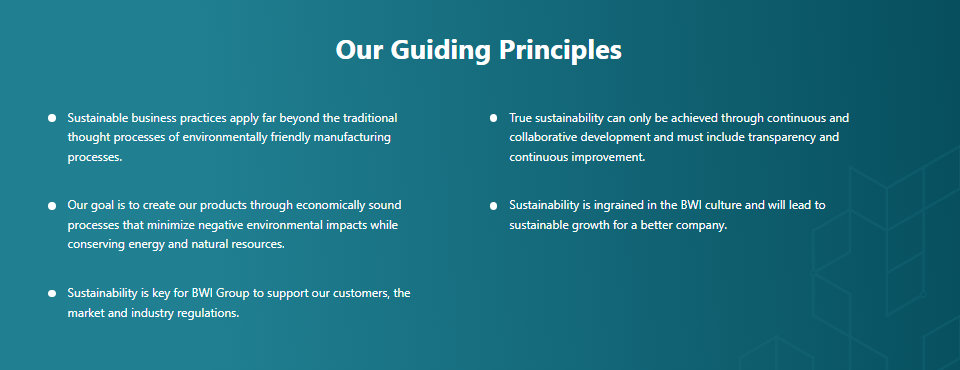 Our Guiding Principles
Sustainable business practices apply far beyond the traditional
thought processes of environmentally friendly manufacturing
processes.
Our goal is to create our products through economically sound
processes that minimize negative environmental impacts while
conserving energy and natural resources.
Sustainability is key for BWI Group to support our customers, the
market and industry regulations.
True sustainability can only be achieved through continuous and
collaborative development and must include transparency and
continuous improvement.
Sustainability is ingrained in the BWI culture and will lead to
sustainable growth for a better company.